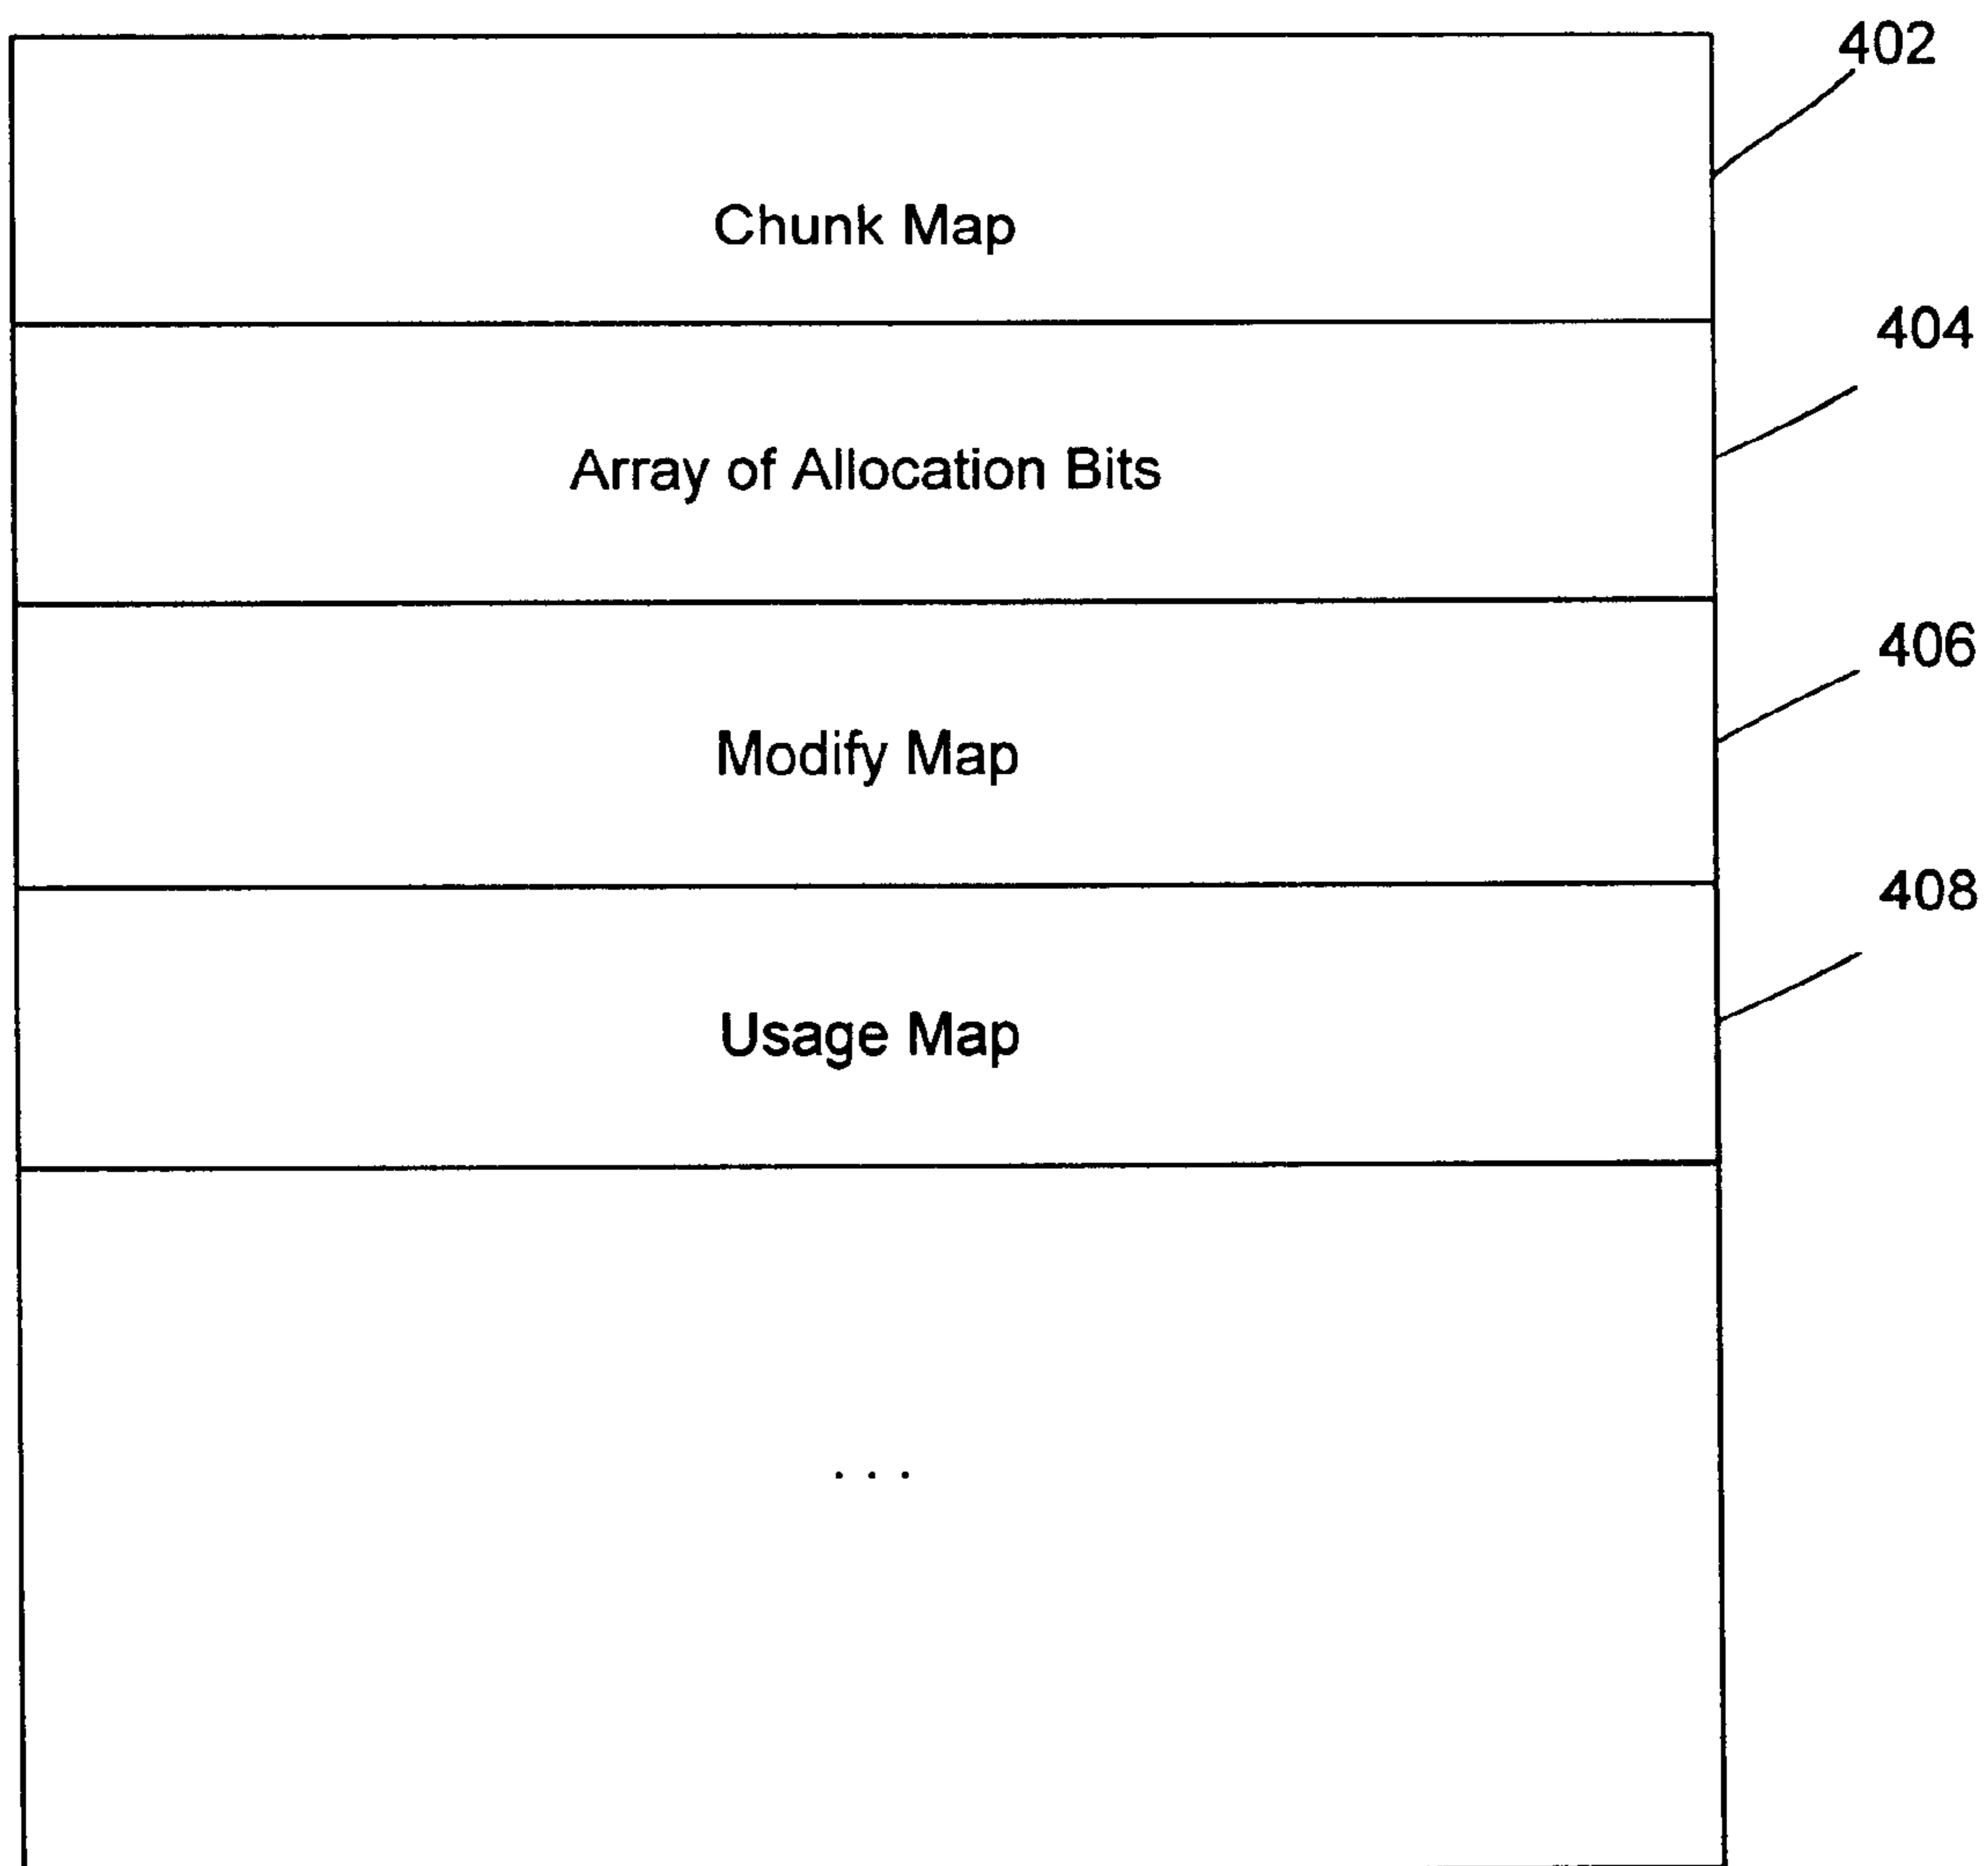 402
Chunk Map
404
Array of Allocation Bits
406
Modify Map
408
Usage Map
. . .